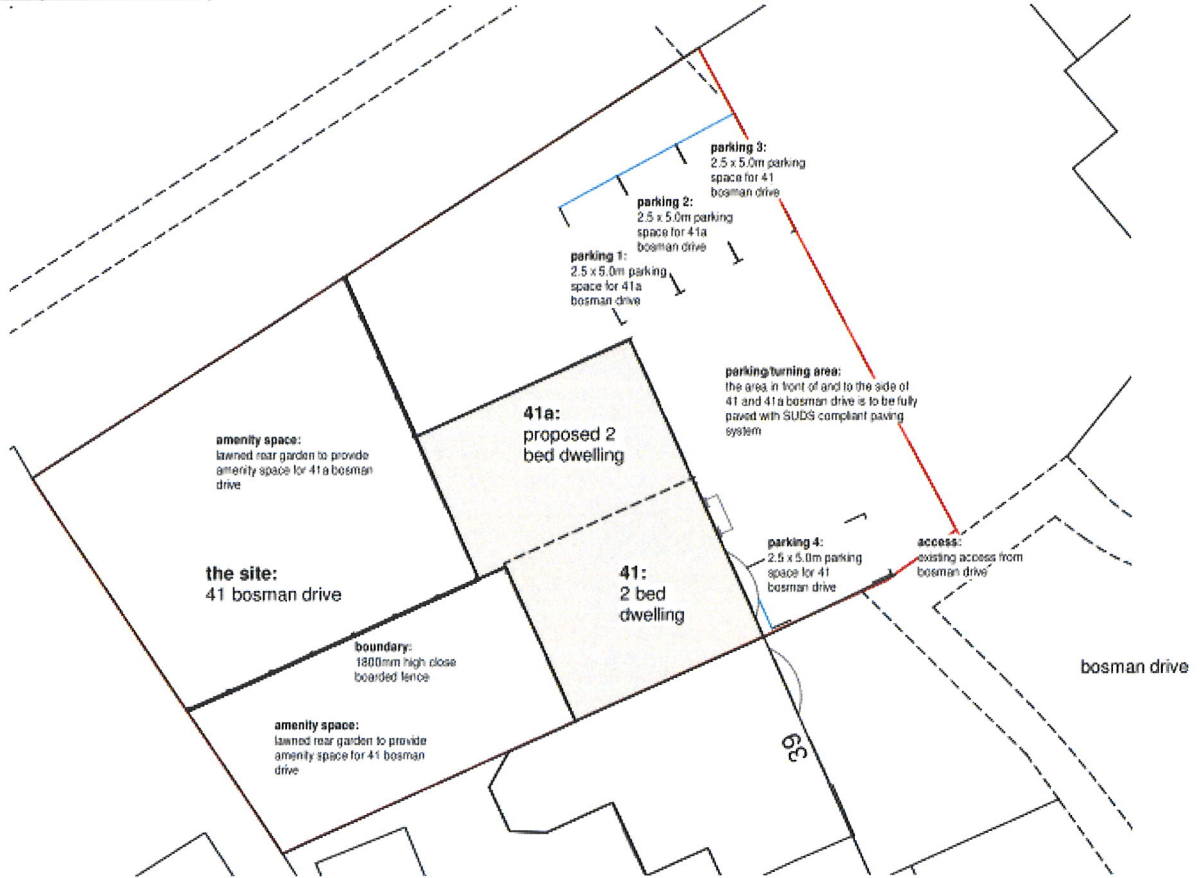 parking 3:
2.5 x 5.0m parking
space for 41
bosman drive
parking 2:
2.5 x 5.0m parking
space for 41a
bosman drive
parking 1:
2.5 x 5.0m parking
space for 41a
bosman drive
parking/turning area:
the area in front of and to the side of
41 and 41a bosman drive is to be fully
paved with SUDS compliant paving
system
41a:
proposed 2
bed dwelling
amenity space:
lawned rear garden to provide
amenity space for 41a bosman
drive
parking 4:
2.5 x 5.0m parking
space for 41
bosman drive
access:
existing access from
bosman drive
the site:
41 bosman drive
41:
2 bed
dwelling
boundary:
1800mm high close
boarded fence
bosman drive
amenity space:
lawned rear garden to provide
amenity space for 41 bosman
drive
39